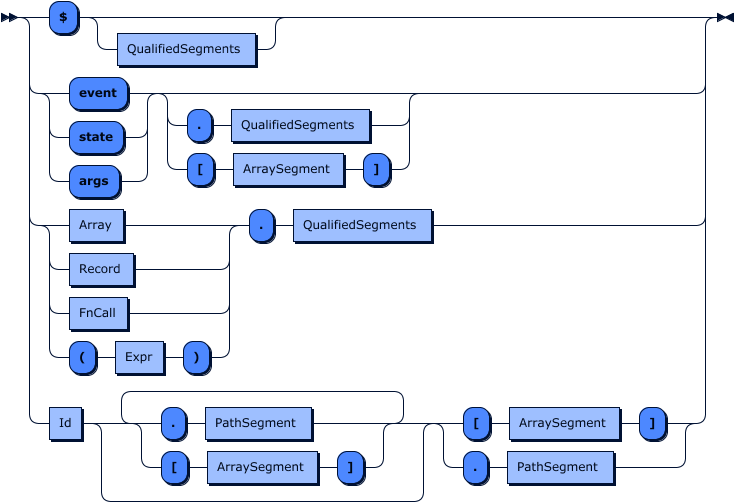 $
QualifiedSegments
event
. QualifiedSegments
state
[ ArraySegment ]
args
Array . QualifiedSegments
Record
FnCall
( Expr )
Id . PathSegment [ ArraySegment ]
[ ArraySegment ] . PathSegment